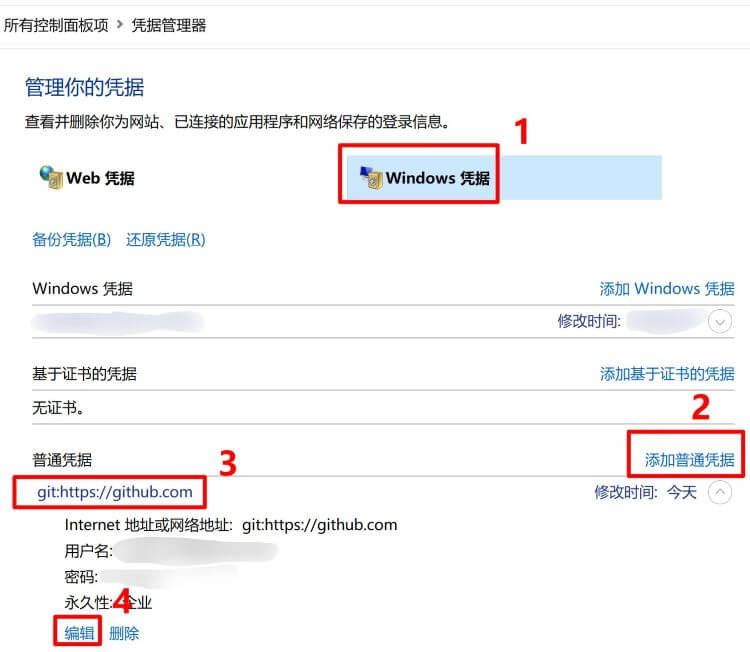 所有控制面板项 > 凭据管理器
管理你的凭据
查看并删除你为网站、已连接的应用程序和网络保存的登录信息。
1
Web 凭据
Windows 凭据
备份凭据(B) 还原凭据(R)
Windows 凭据 添加 Windows 凭据
修改时间:
基于证书的凭据 添加基于证书的凭据
无证书。
2
普通凭据 添加普通凭据
3
git:https://github.com 修改时间: 今天
Internet 地址或网络地址: git:https://github.com
用户名:
密码:
永久性: 企业
4
编辑 删除